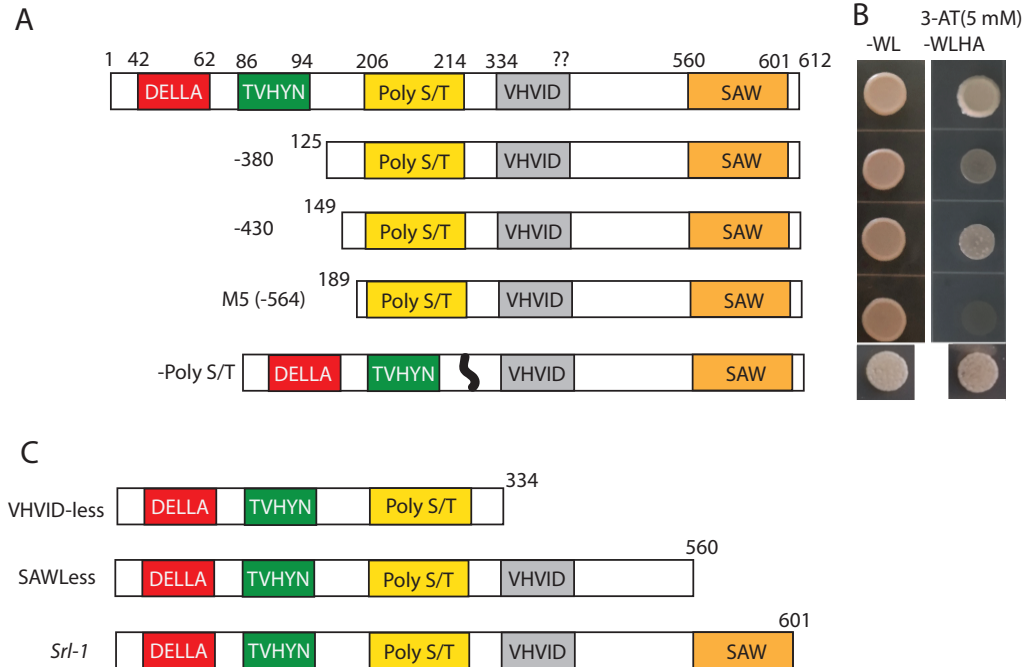 A
B
3-AT(5 mM)
-WL -WLHA
1 42 62 86 94 206 214 334 ?? 560 601 612
DELLA TVHYN Poly S/T VHVID SAW
-380 125 Poly S/T VHVID SAW
-430 149 Poly S/T VHVID SAW
M5 (-564) 189 Poly S/T VHVID SAW
-Poly S/T DELLA TVHYN VHVID SAW
C
VHVID-less DELLA TVHYN Poly S/T 334
SAWLess DELLA TVHYN Poly S/T VHVID 560
Srl-1 DELLA TVHYN Poly S/T VHVID SAW 601